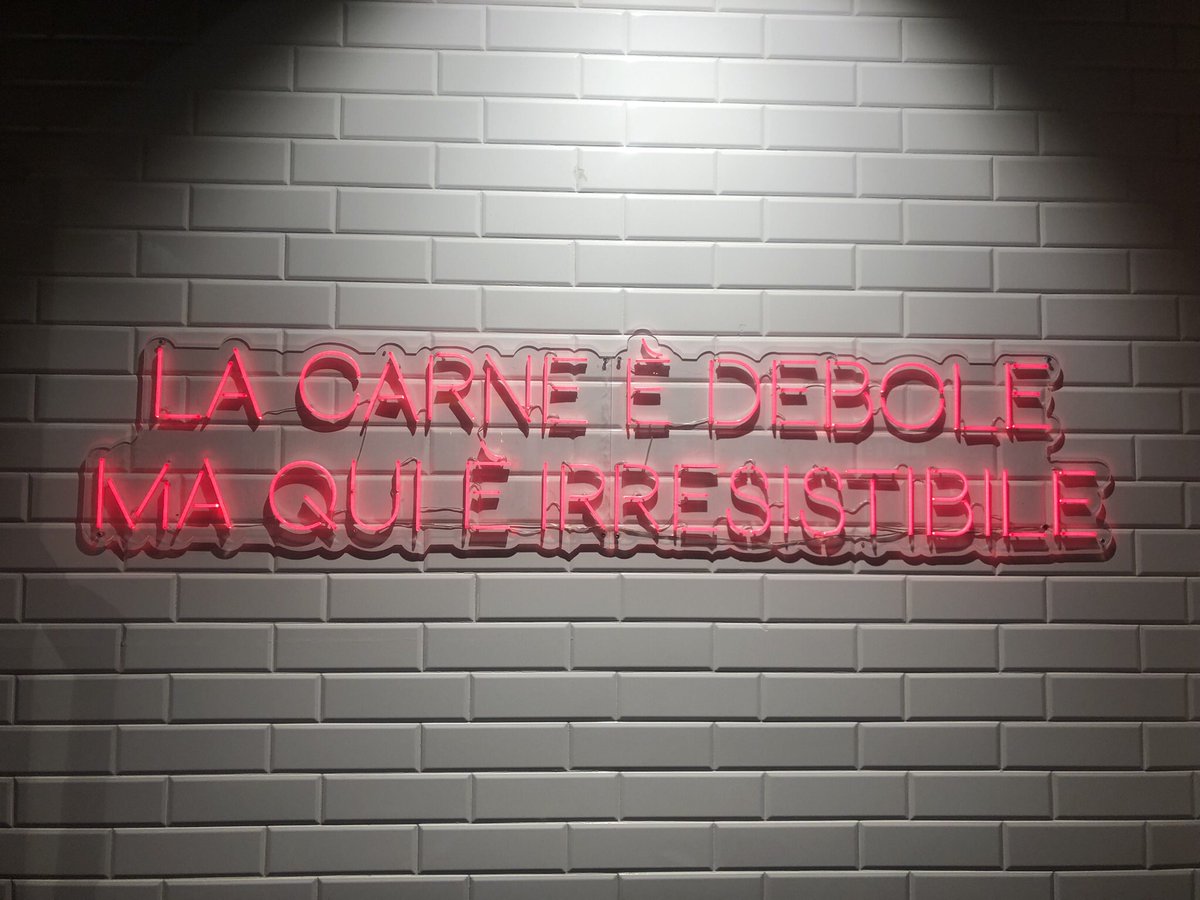 LA CARNE È DEBOLE
MA QUI È IRRESISTIBILE